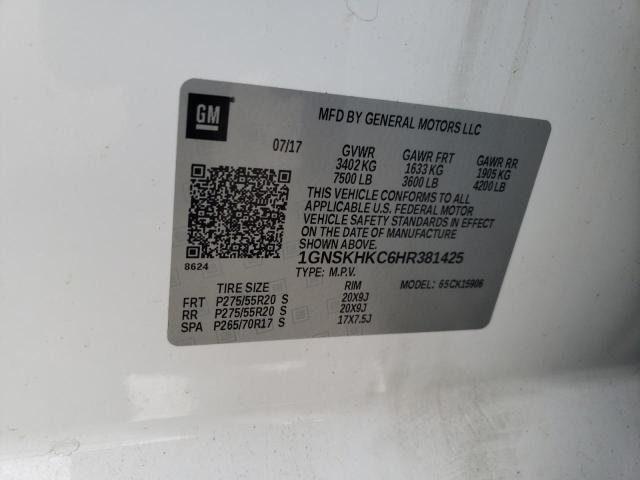 GM
MFD BY GENERAL MOTORS LLC
07/17 GVWR GAWR FRT GAWR RR
3402 KG 1633 KG 1905 KG
7500 LB 3600 LB 4200 LB
THIS VEHICLE CONFORMS TO ALL
APPLICABLE U.S. FEDERAL MOTOR
VEHICLE SAFETY STANDARDS IN EFFECT
ON THE DATE OF MANUFACTURE
SHOWN ABOVE.
8624 1GNSKHKC6HR381425
TYPE: M.P.V. MODEL: 65CK15906
TIRE SIZE RIM
FRT P275/55R20 S 20X9J
RR P275/55R20 S 20X9J
SPA P265/70R17 S 17X7.5J